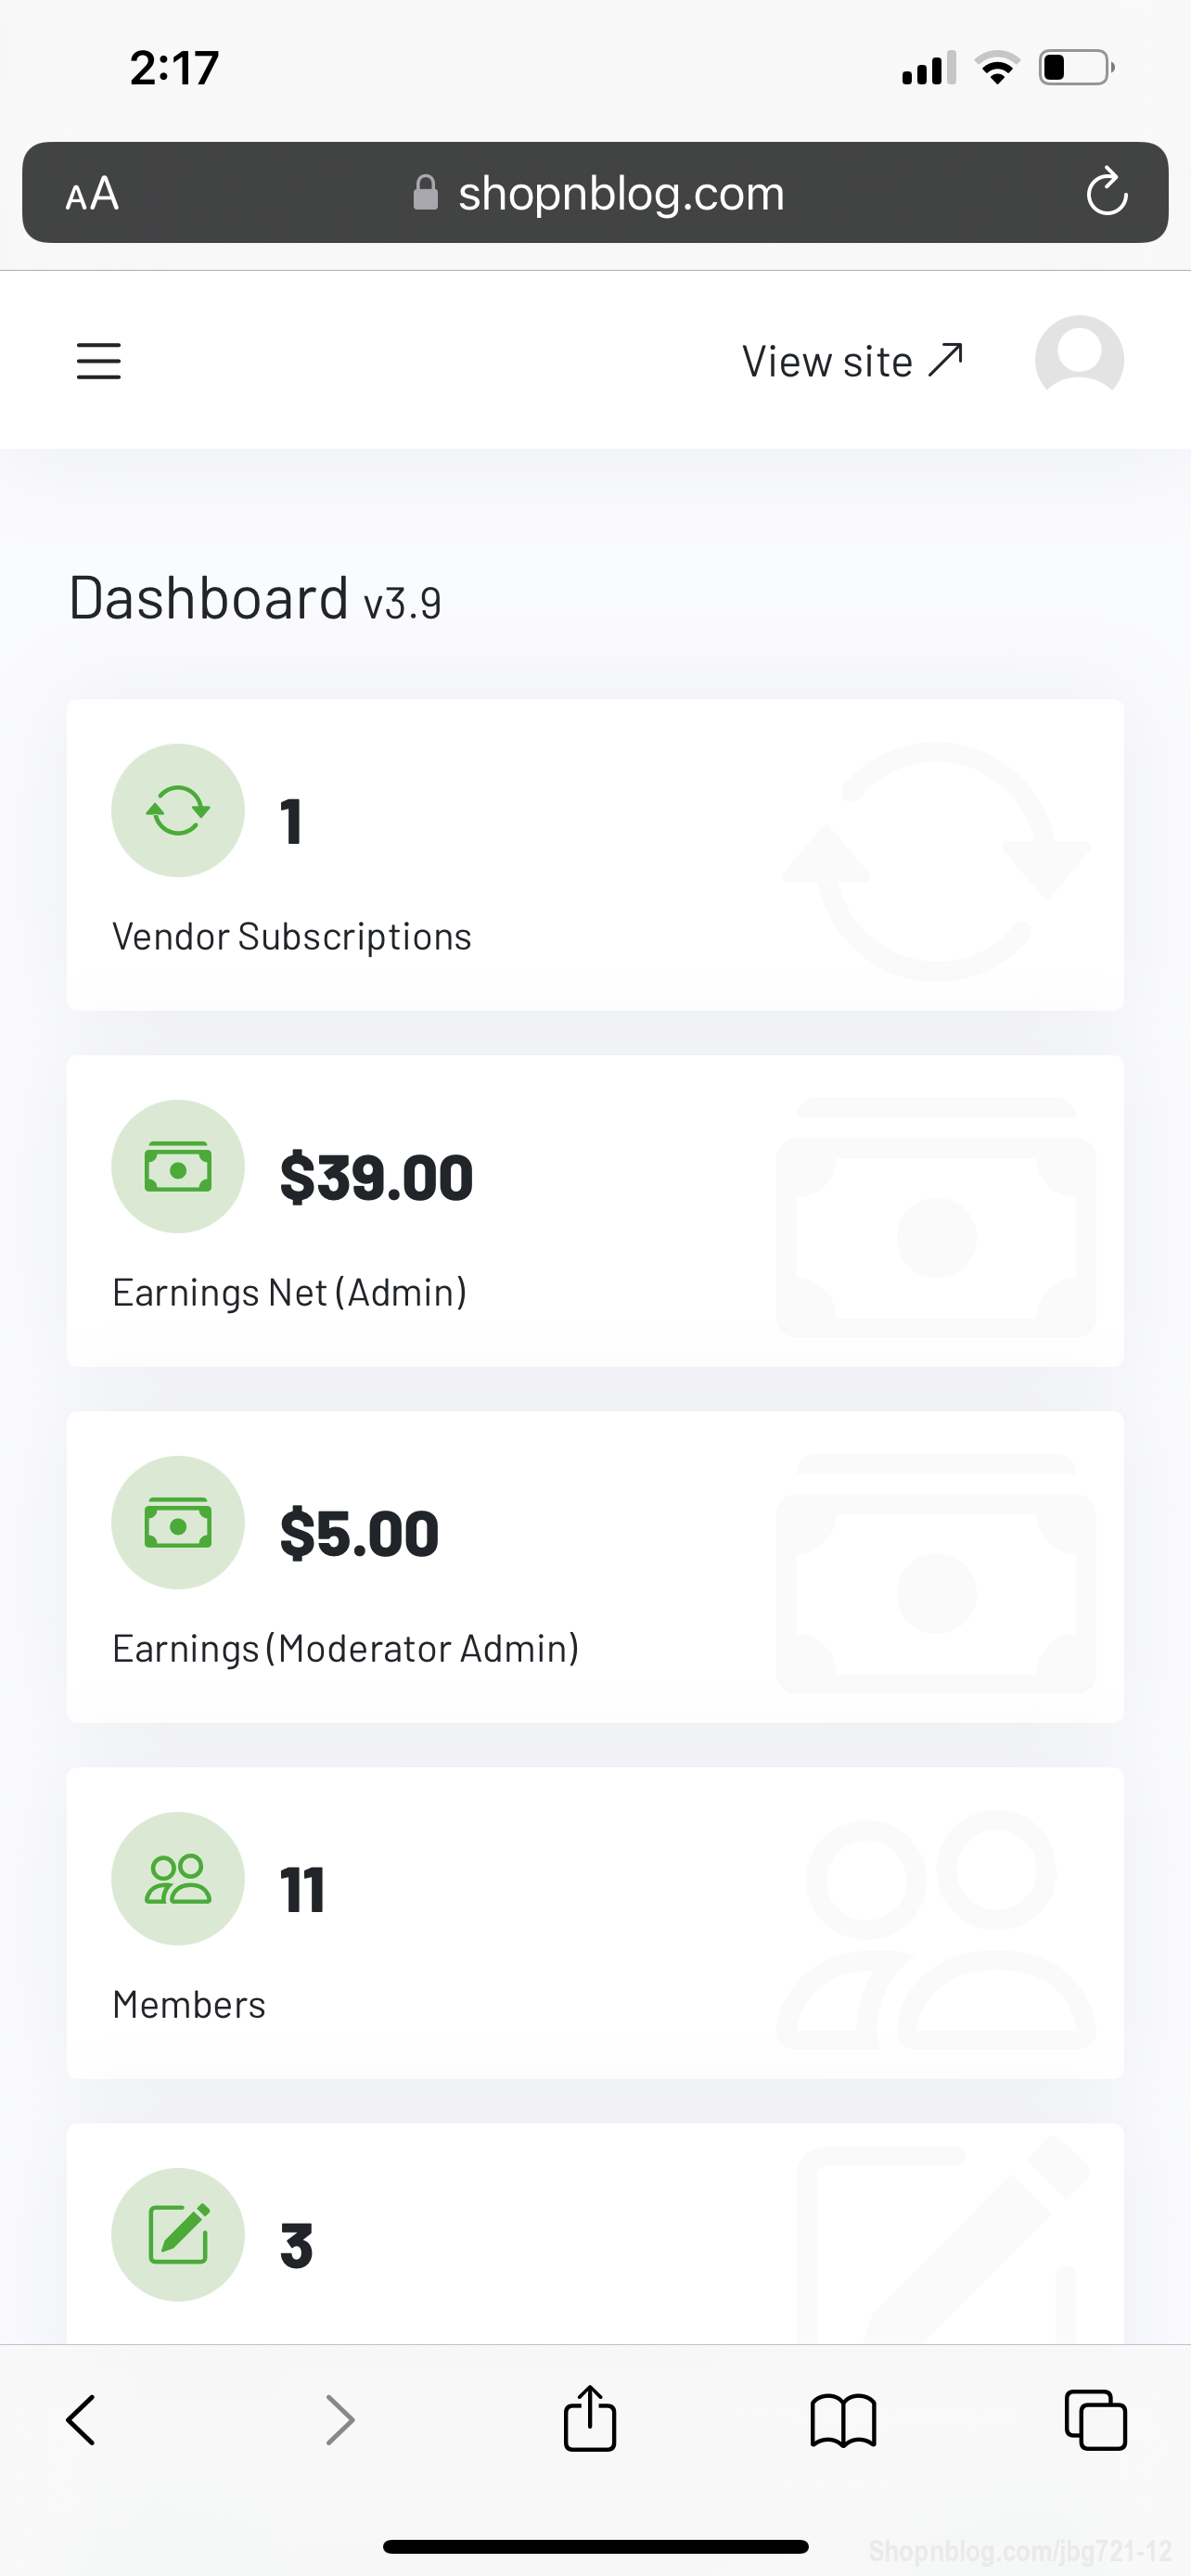 2:17
AA
shopnblog.com
View site
Dashboard v3.9
1
Vendor Subscriptions
$39.00
Earnings Net (Admin)
$5.00
Earnings (Moderator Admin)
11
Members
3
Shopnblog.com/jbg721-12